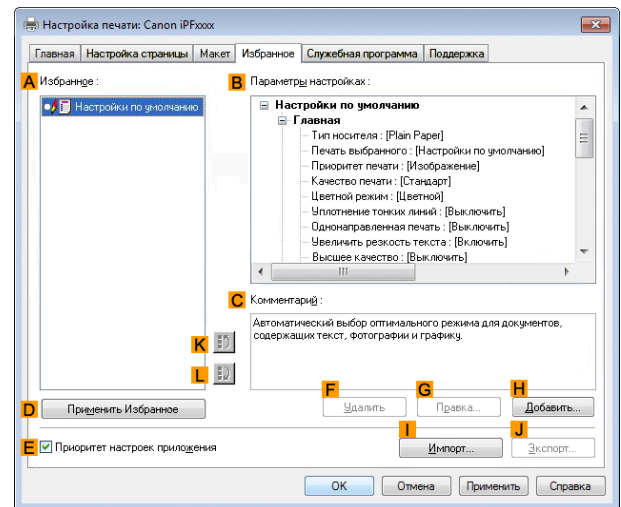 Настройка печати: Canon iPFxxxx
Главная Настройка страницы Макет Избранное Служебная программа Поддержка
A Избранное :
Настройки по умолчанию
B Параметры настройках :
Настройки по умолчанию
Главная
Тип носителя : [Plain Paper]
Печать выбранного : [Настройки по умолчанию]
Приоритет печати : [Изображение]
Качество печати : [Стандарт]
Цветной режим : [Цветной]
Уплотнение тонких линий : [Выключить]
Однонаправленная печать : [Выключить]
Увеличить резкость текста : [Включить]
Высшее качество : [Выключить]
C Комментарий :
Автоматический выбор оптимального режима для документов,
содержащих текст, фотографии и графику.
K
L
D Применить Избранное
F Удалить
G Правка...
H Добавить...
E Приоритет настроек приложения
I Импорт...
J Экспорт...
OK Отмена Применить Справка